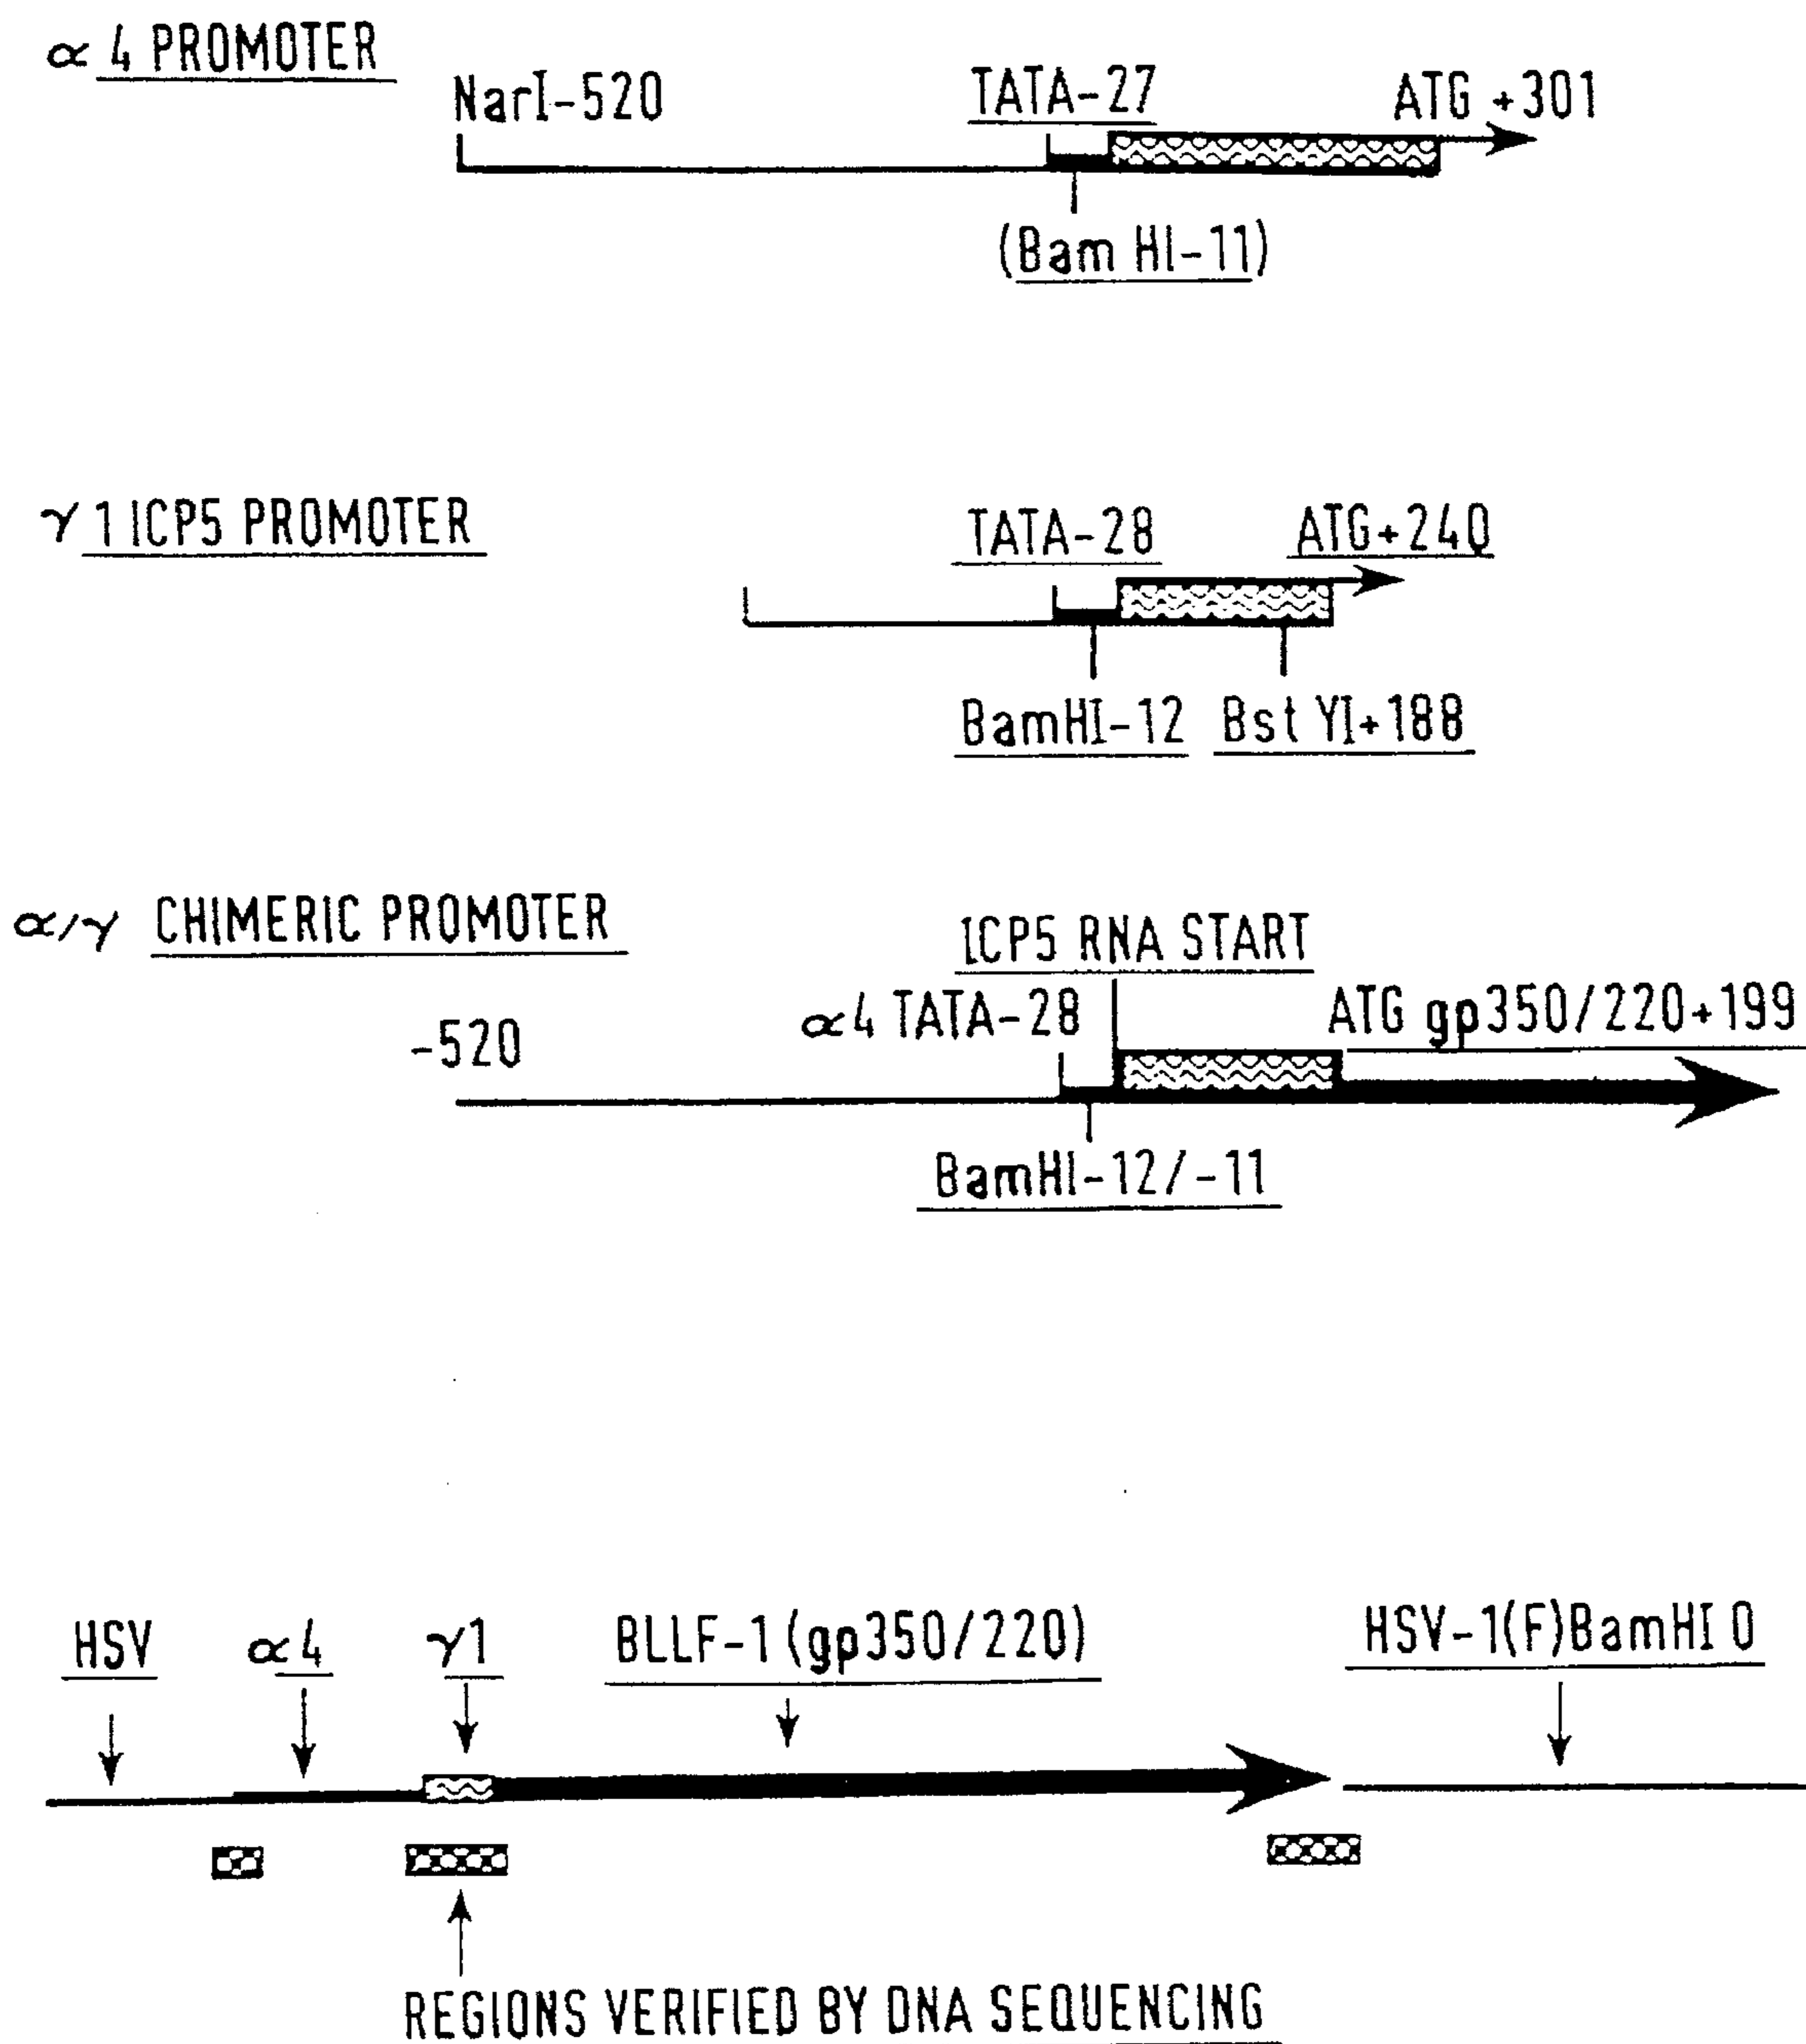 α 4 PROMOTER
NarI-520
TATA-27
ATG +301
(Bam HI-11)
γ 1 ICP5 PROMOTER
TATA-28
ATG+240
BamHI-12
Bst YI+188
α/γ CHIMERIC PROMOTER
ICP5 RNA START
-520
α4 TATA-28
ATG gp350/220+199
BamHI-12/-11
HSV
α4
γ1
BLLF-1 (gp350/220)
HSV-1(F)BamHI O
REGIONS VERIFIED BY DNA SEQUENCING